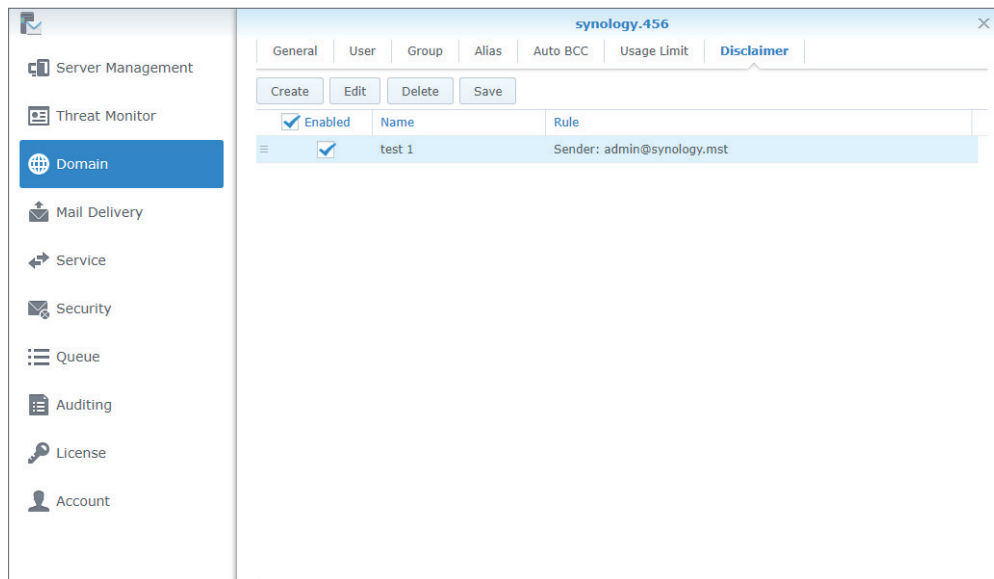 synology.456
General User Group Alias Auto BCC Usage Limit Disclaimer
Create Edit Delete Save
Enabled Name Rule
test 1 Sender: admin@synology.mst
Server Management
Threat Monitor
Domain
Mail Delivery
Service
Security
Queue
Auditing
License
Account